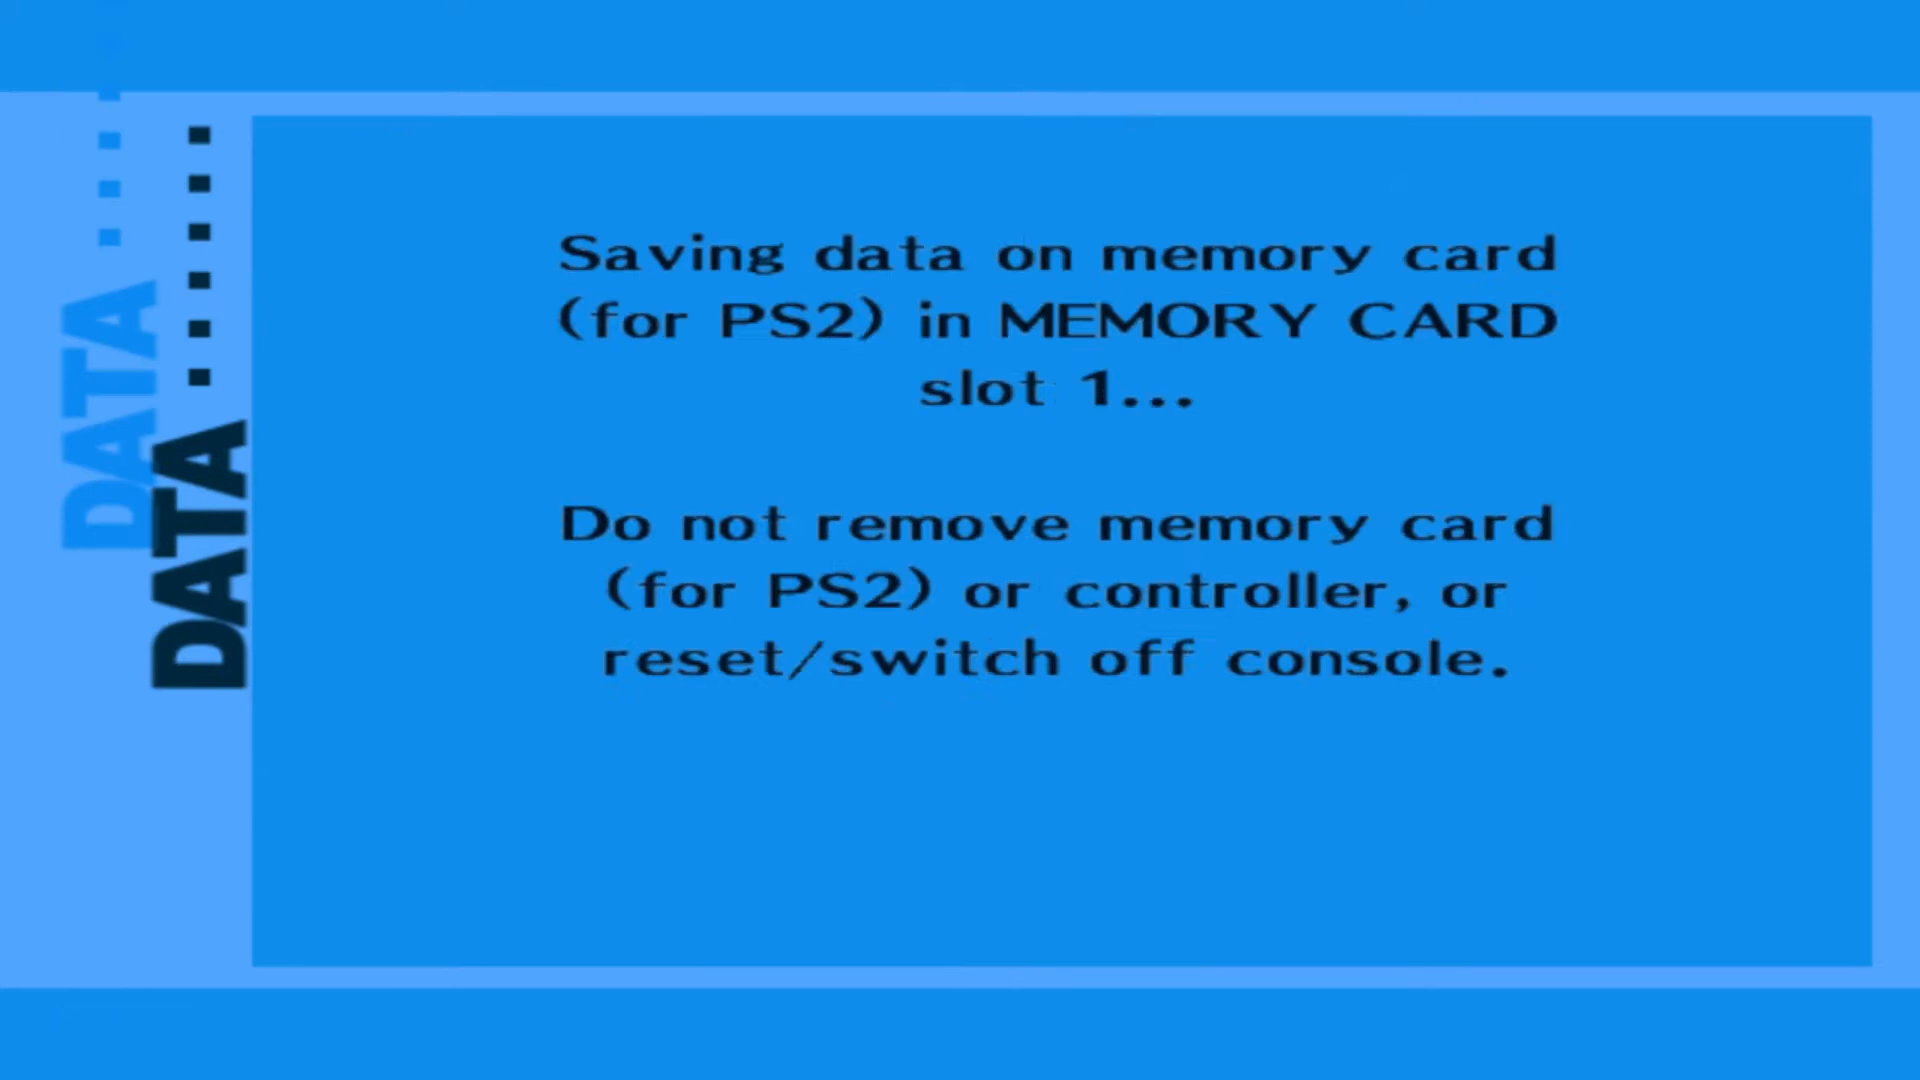 DATA......
DATA....
Saving data on memory card
(for PS2) in MEMORY CARD
slot 1...
Do not remove memory card
(for PS2) or controller, or
reset/switch off console.